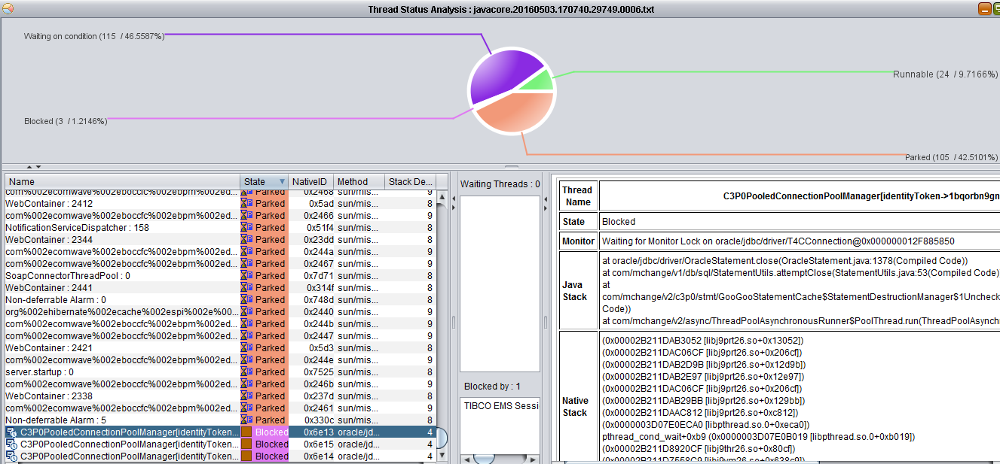 Thread Status Analysis : javacore.20160503.170740.29749.0006.txt
Waiting on condition (115 / 46.5587%)
Runnable (24 / 9.7166%)
Blocked (3 / 1.2146%)
Parked (105 / 42.5101%)
Name State NativeID Method Stack De...
com%002ecomwave%002eboccfc%002ebpm%002ed... Parked 0x2468 sun/mis... 9
WebContainer : 2412 Parked 0x5ad sun/mis... 8
com%002ecomwave%002eboccfc%002ebpm%002ed... Parked 0x2466 sun/mis... 9
NotificationServiceDispatcher : 158 Parked 0x51f4 sun/mis... 8
WebContainer : 2344 Parked 0x23dd sun/mis... 8
com%002ecomwave%002eboccfc%002ebpm%002ed... Parked 0x244a sun/mis... 9
com%002ecomwave%002eboccfc%002ebpm%002ed... Parked 0x2467 sun/mis... 9
SoapConnectorThreadPool : 0 Parked 0x7d71 sun/mis... 8
WebContainer : 2441 Parked 0x314f sun/mis... 8
Non-deferrable Alarm : 0 Parked 0x748d sun/mis... 8
org%002ehibernate%002ecache%002espi%002e%00... Parked 0x2440 sun/mis... 9
com%002ecomwave%002eboccfc%002ebpm%002ed... Parked 0x244b sun/mis... 9
com%002ecomwave%002eboccfc%002ebpm%002ed... Parked 0x2447 sun/mis... 9
WebContainer : 2421 Parked 0x5d3 sun/mis... 8
com%002ecomwave%002eboccfc%002ebpm%002ed... Parked 0x244e sun/mis... 9
server.startup : 0 Parked 0x7525 sun/mis... 8
com%002ecomwave%002eboccfc%002ebpm%002ed... Parked 0x246b sun/mis... 9
WebContainer : 2338 Parked 0x237d sun/mis... 8
com%002ecomwave%002eboccfc%002ebpm%002ed... Parked 0x2461 sun/mis... 9
Non-deferrable Alarm : 5 Parked 0x330c sun/mis... 8
C3P0PooledConnectionPoolManager[identityToken... Blocked 0x6e13 oracle/jd... 4
C3P0PooledConnectionPoolManager[identityToken... Blocked 0x6e15 oracle/jd... 4
C3P0PooledConnectionPoolManager[identityToken... Blocked 0x6e14 oracle/jd... 4
Waiting Threads : 0
Blocked by : 1
TIBCO EMS Sessi
Thread Name C3P0PooledConnectionPoolManager[identityToken->1bqorbn9gn
State Blocked
Monitor Waiting for Monitor Lock on oracle/jdbc/driver/T4CConnection@0x000000012F885850
Java Stack
at oracle/jdbc/driver/OracleStatement.close(OracleStatement.java:1378(Compiled Code))
at com/mchange/v1/db/sql/StatementUtils.attemptClose(StatementUtils.java:53(Compiled Code)
at
com/mchange/v2/c3p0/stmt/GooGooStatementCache$StatementDestructionManager$1Uncheck
Code))
at com/mchange/v2/async/ThreadPoolAsynchronousRunner$PoolThread.run(ThreadPoolAsynch
Native Stack
(0x00002B211DAB3052 [libj9prt26.so+0x13052])
(0x00002B211DAC06CF [libj9prt26.so+0x206cf])
(0x00002B211DAB2D9B [libj9prt26.so+0x12d9b])
(0x00002B211DAB2E97 [libj9prt26.so+0x12e97])
(0x00002B211DAC06CF [libj9prt26.so+0x206cf])
(0x00002B211DAB29BB [libj9prt26.so+0x129bb])
(0x00002B211DAAC812 [libj9prt26.so+0xc812])
(0x0000003D07E0ECA0 [libpthread.so.0+0xeca0])
pthread_cond_wait+0xb9 (0x0000003D07E0B019 [libpthread.so.0+0xb019])
(0x00002B211D8920CF [libj9thr26.so+0x80cf])
(0x00002B211D7558C9 [libj9vm26.so+0x638c9])